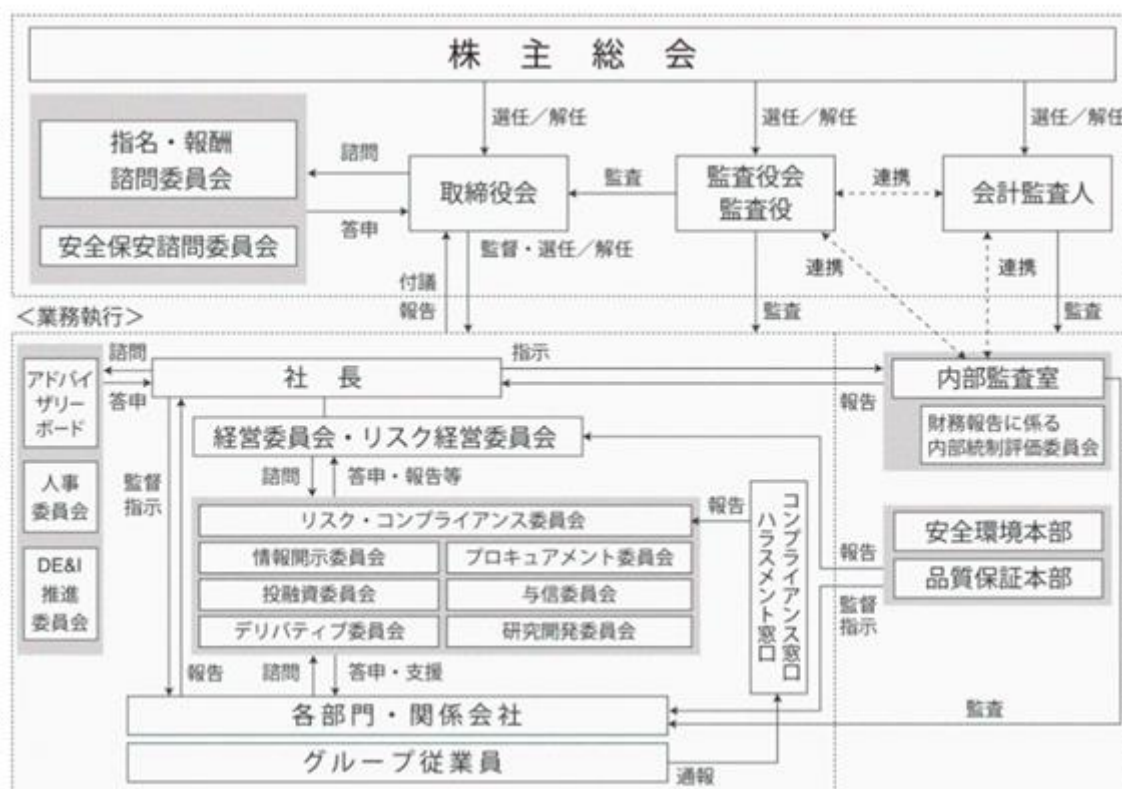 株主総会
選任／解任
選任／解任
選任／解任
指名・報酬
諮問委員会
安全保安諮問委員会
諮問
答申
取締役会
監査
監査役会
監査役
連携
会計監査人
監督・選任／解任
付議
報告
連携
連携
監査
監査
＜業務執行＞
諮問
答申
アドバイ
ザリー
ボード
人事
委員会
DE&I
推進
委員会
社長
指示
報告
内部監査室
財務報告に係る
内部統制評価委員会
経営委員会・リスク経営委員会
監督
指示
諮問
答申・報告等
リスク・コンプライアンス委員会
情報開示委員会
プロキュアメント委員会
投融資委員会
与信委員会
デリバティブ委員会
研究開発委員会
報告
コンプライアンス窓口
ハラスメント窓口
報告
監督
指示
安全環境本部
品質保証本部
報告
諮問
答申・支援
各部門・関係会社
監査
グループ従業員
通報